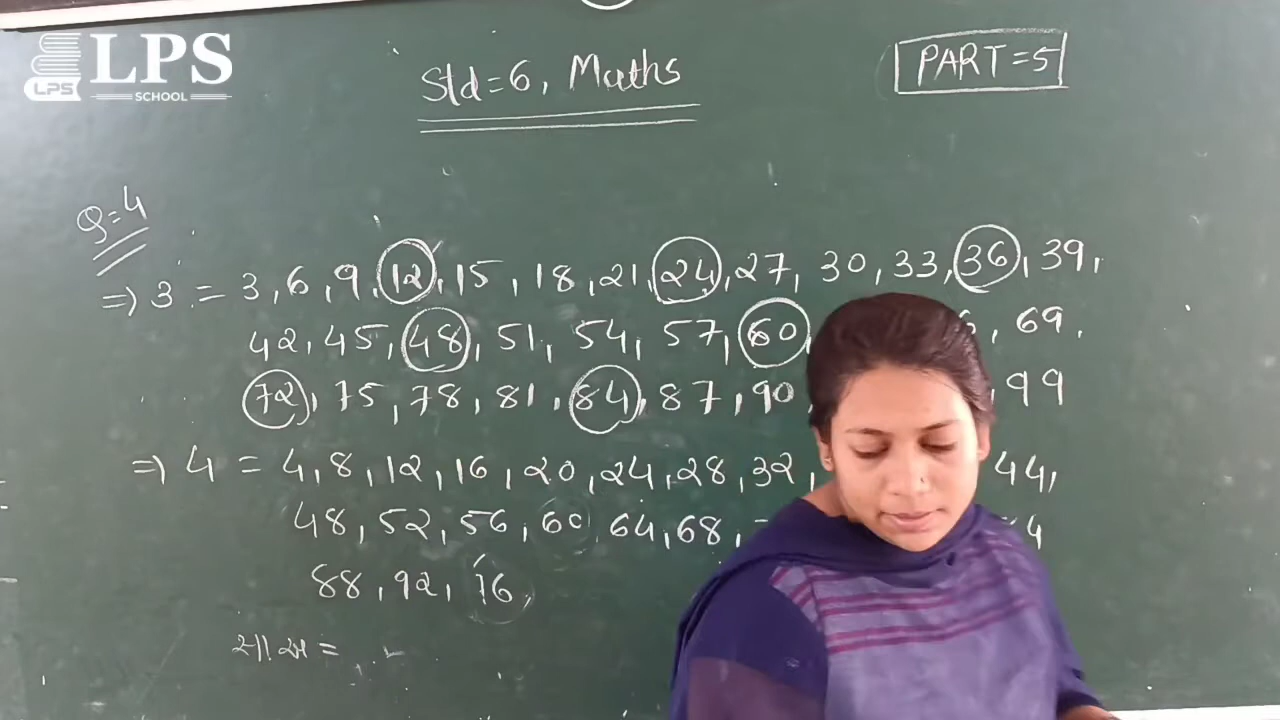 LPS
LPS
SCHOOL
Std=6, Maths
PART=5
Q=4
⇒ 3 = 3, 6, 9, 12, 15, 18, 21, 24, 27, 30, 33, 36, 39,
42, 45, 48, 51, 54, 57, 60 6, 69,
72, 75, 78, 81, 84, 87, 90, 99
⇒ 4 = 4, 8, 12, 16, 20, 24, 28, 32, 44,
48, 52, 56, 60 64, 68, 4
88, 92, 96,